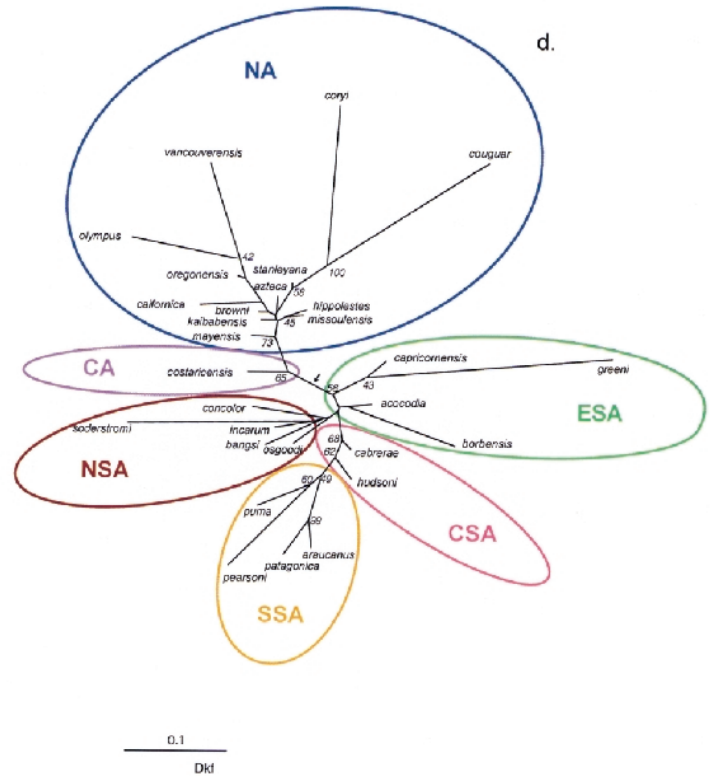 d.
NA
coryi
vancouverensis
couguar
olympus
42
100
stanleyana
oregonensis
azteca
59
californica
browni
hippolestes
kaibabensis
45
missoulensis
mayensis
73
CA
costaricensis
65
56
capricornensis
43
greeni
ESA
acocodia
borbensis
concolor
soderstromi
incarum
bangsi
osgoodi
NSA
68
cabrerae
62
hudsoni
CSA
60
49
puma
99
araucanus
patagonica
pearsoni
SSA
0.1
Dkf